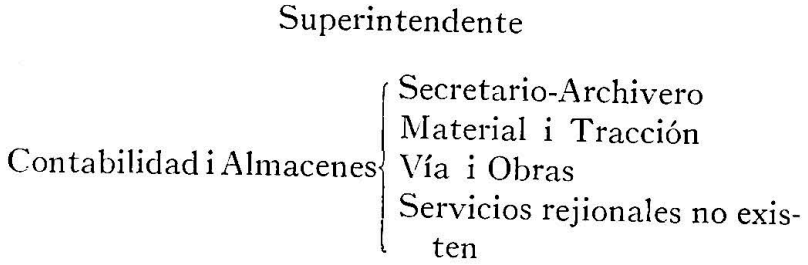 Superintendente
Secretario-Archivero
Material i Tracción
Contabilidad i Almacenes
Vía i Obras
Servicios rejionales no exis-
ten